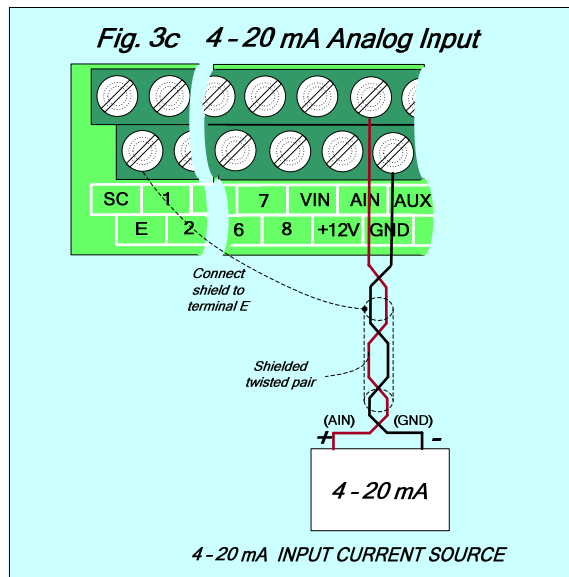 Fig. 3c 4-20 mA Analog Input
SC 1 7 VIN AIN AUX
E 2 6 8 +12V GND
Connect
shield to
terminal E
Shielded
twisted pair
(AIN) (GND)
+ -
4-20 mA
4-20 mA INPUT CURRENT SOURCE